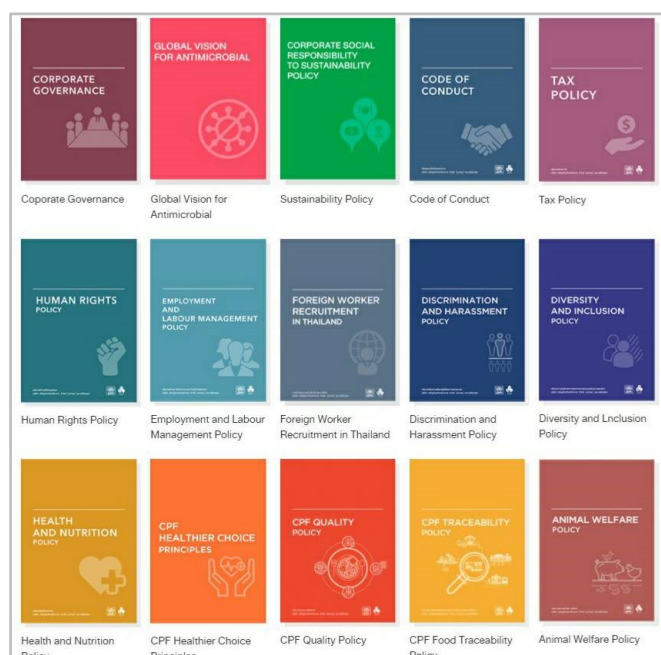 CORPORATE
GOVERNANCE
GLOBAL VISION
FOR ANTIMICROBIAL
CORPORATE SOCIAL
RESPONSIBILITY
TO SUSTAINABILITY
POLICY
CODE OF
CONDUCT
TAX
POLICY
Coporate Governance
Global Vision for
Antimicrobial
Sustainability Policy
Code of Conduct
Tax Policy
HUMAN RIGHTS
POLICY
EMPLOYMENT
AND
LABOUR MANAGEMENT
POLICY
FOREIGN WORKER
RECRUITMENT
IN THAILAND
DISCRIMINATION
AND HARASSMENT
POLICY
DIVERSITY
AND INCLUSION
POLICY
Human Rights Policy
Employment and Labour
Management Policy
Foreign Worker
Recruitment in Thailand
Discrimination and
Harassment Policy
Diversity and Lnclusion
Policy
HEALTH
AND NUTRITION
POLICY
CPF
HEALTHIER CHOICE
PRINCIPLES
CPF QUALITY
POLICY
CPF TRACEABILITY
POLICY
ANIMAL WELFARE
POLICY
Health and Nutrition
Policy
CPF Healthier Choice
Principles
CPF Quality Policy
CPF Food Traceability
Policy
Animal Welfare Policy